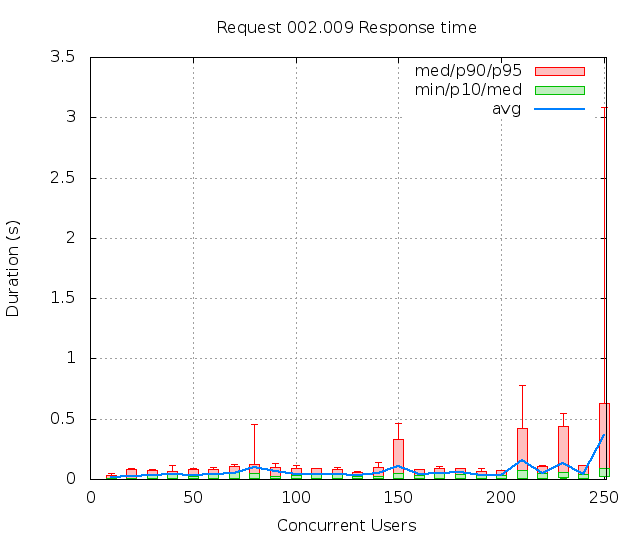 Request 002.009 Response time
3.5
3
2.5
2
1.5
1
0.5
0
med/p90/p95
min/p10/med
avg
0
50
100
150
200
250
Duration (s)
Concurrent Users